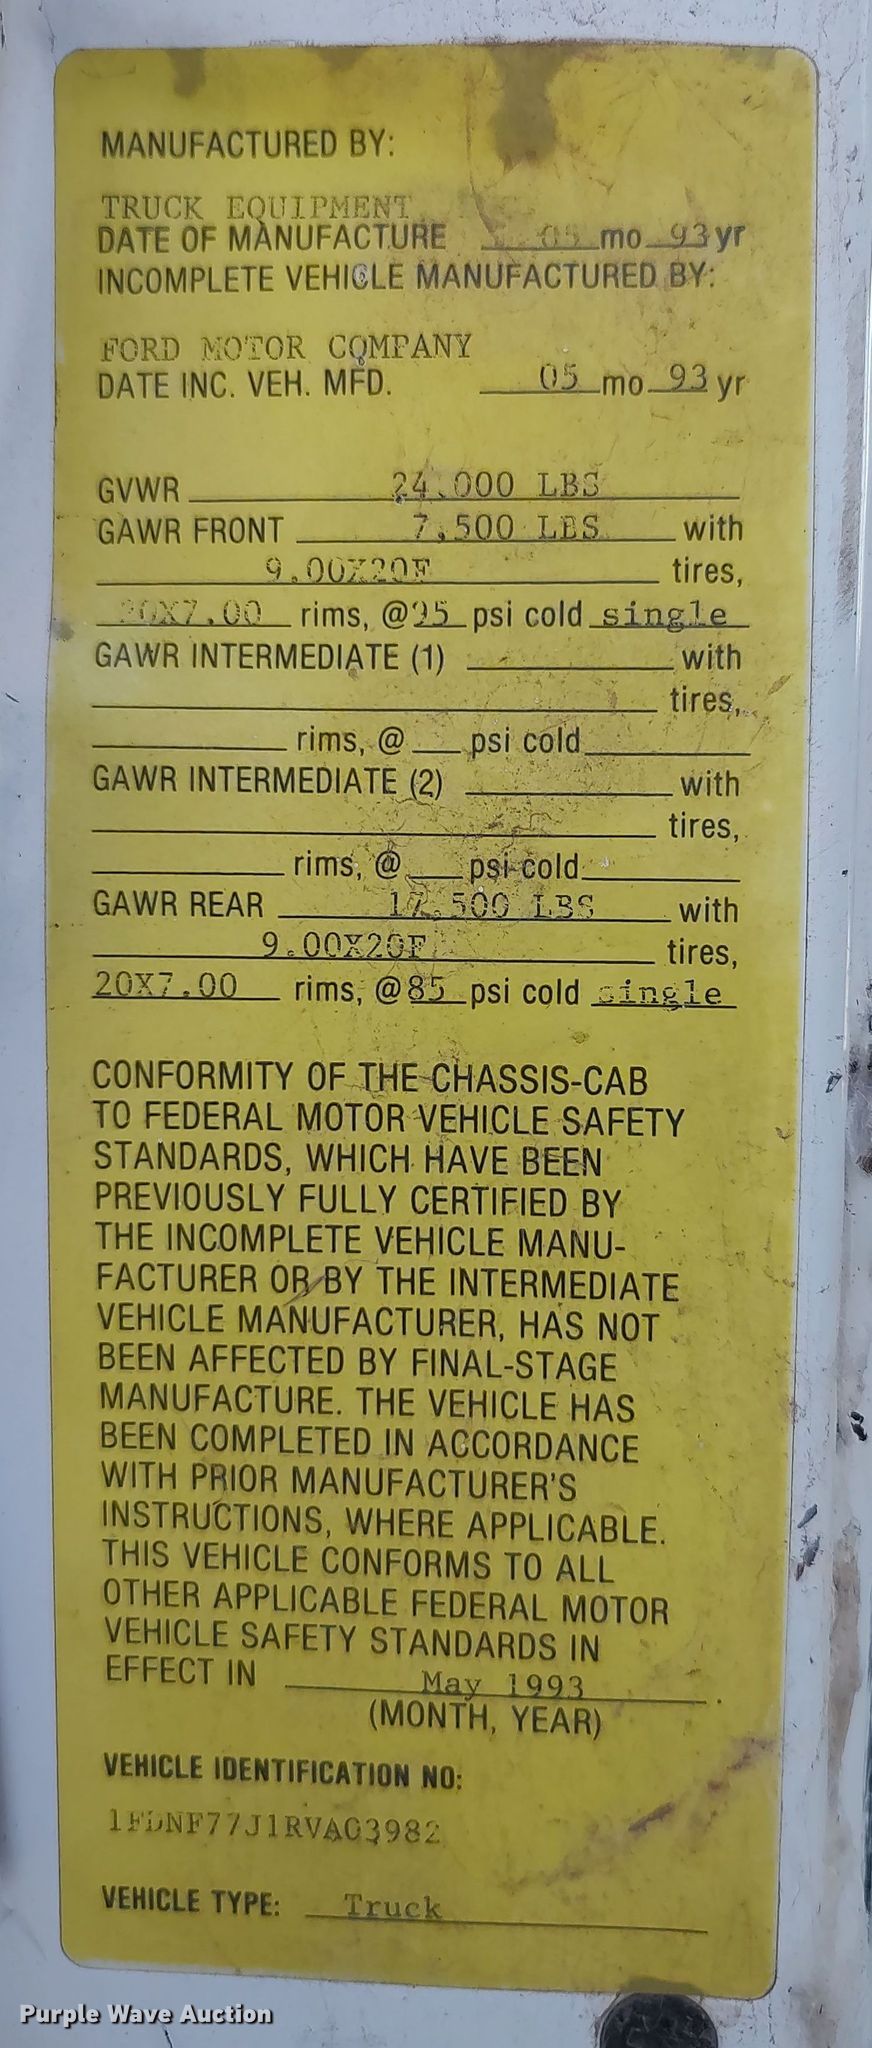 MANUFACTURED BY:
TRUCK EQUIPMENT
DATE OF MANUFACTURE 05 mo 93 yr
INCOMPLETE VEHICLE MANUFACTURED BY:
FORD MOTOR COMPANY
DATE INC. VEH. MFD. 05 mo 93 yr
GVWR 24,000 LBS
GAWR FRONT 7,500 LBS with
9.00X20F tires,
20X7.00 rims, @95 psi cold single
GAWR INTERMEDIATE (1) with
tires,
rims, @ psi cold
GAWR INTERMEDIATE (2) with
tires,
rims, @ psi cold
GAWR REAR 17,500 LBS with
9.00X20F tires,
20X7.00 rims, @85 psi cold single
CONFORMITY OF THE CHASSIS-CAB
TO FEDERAL MOTOR VEHICLE SAFETY
STANDARDS, WHICH HAVE BEEN
PREVIOUSLY FULLY CERTIFIED BY
THE INCOMPLETE VEHICLE MANU-
FACTURER OR BY THE INTERMEDIATE
VEHICLE MANUFACTURER, HAS NOT
BEEN AFFECTED BY FINAL-STAGE
MANUFACTURE. THE VEHICLE HAS
BEEN COMPLETED IN ACCORDANCE
WITH PRIOR MANUFACTURER'S
INSTRUCTIONS, WHERE APPLICABLE.
THIS VEHICLE CONFORMS TO ALL
OTHER APPLICABLE FEDERAL MOTOR
VEHICLE SAFETY STANDARDS IN
EFFECT IN May 1993.
(MONTH, YEAR)
VEHICLE IDENTIFICATION NO:
1FDNF77J1RVA03982
VEHICLE TYPE: Truck
Purple Wave Auction